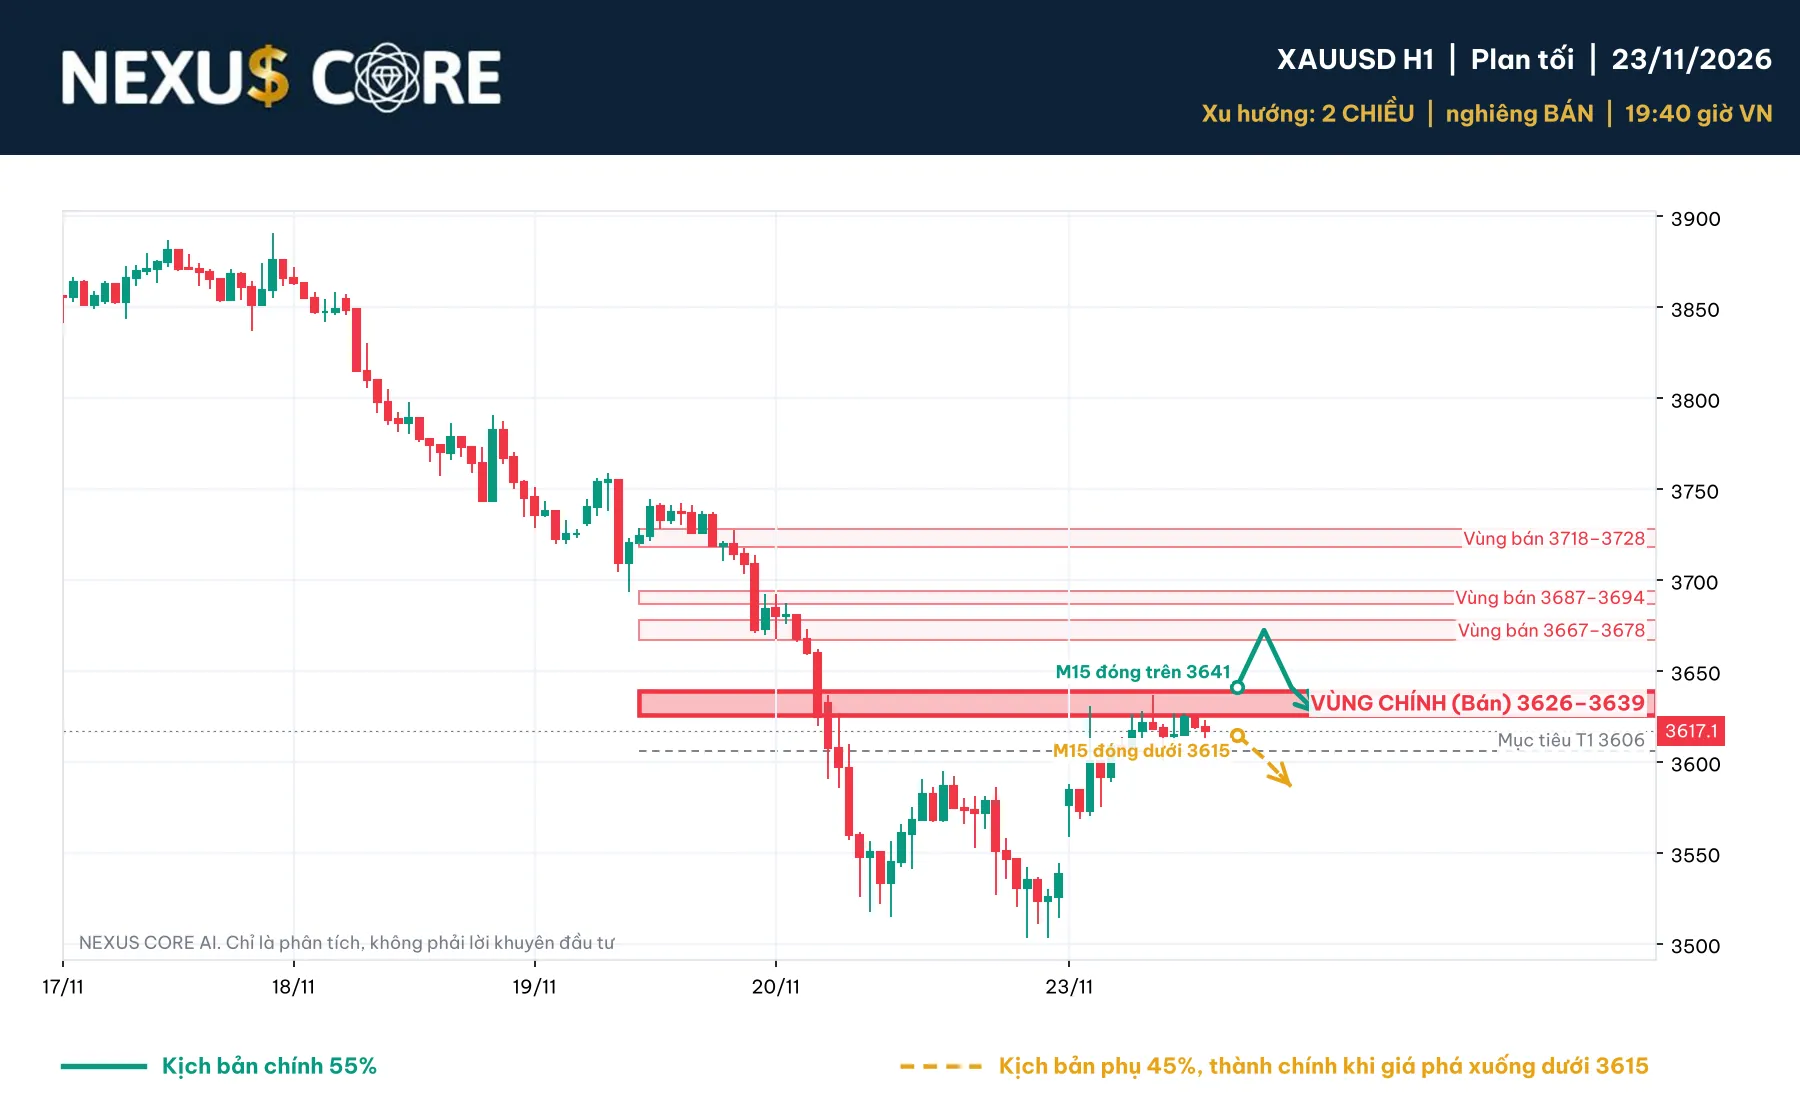 NEXU$ CORE
XAUUSD H1 | Plan tối | 23/11/2026
Xu hướng: 2 CHIỀU | nghiêng BÁN | 19:40 giờ VN
3900
3850
3800
3750
3700
3650
3600
3550
3500
Vùng bán 3718–3728
Vùng bán 3687–3694
Vùng bán 3667–3678
M15 đóng trên 3641
VÙNG CHÍNH (Bán) 3626–3639
3617.1
Mục tiêu T1 3606
M15 đóng dưới 3615
NEXUS CORE AI. Chỉ là phân tích, không phải lời khuyên đầu tư
17/11
18/11
19/11
20/11
23/11
Kịch bản chính 55%
Kịch bản phụ 45%, thành chính khi giá phá xuống dưới 3615